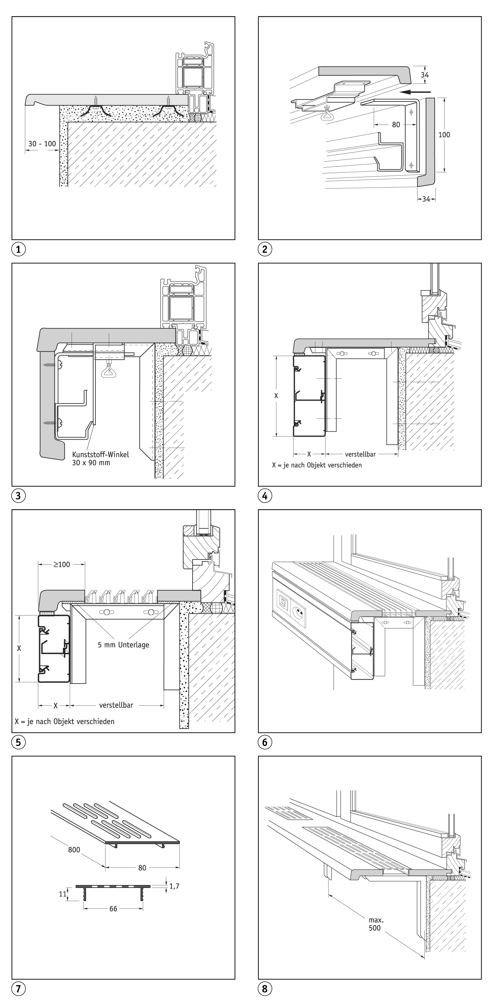 30 - 100
1
34
80
100
34
2
Kunststoff-Winkel
30 x 90 mm
3
X
X
verstellbar
X = je nach Objekt verschieden
4
≥100
5 mm Unterlage
X
X
verstellbar
X = je nach Objekt verschieden
5
6
800
80
1,7
11
66
7
max.
500
8